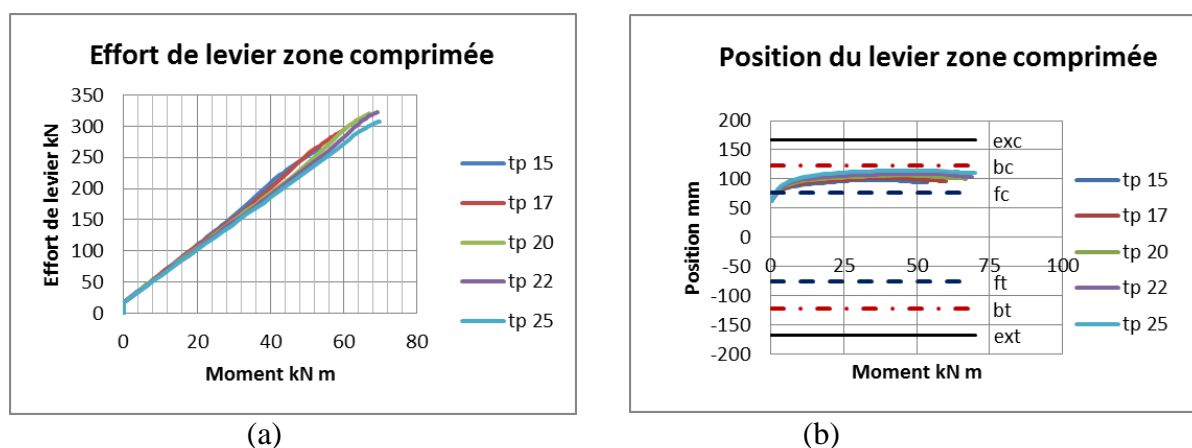 Effort de levier zone comprimée
Effort de levier kN
350
300
250
200
150
100
50
0
0 20 40 60 80
Moment kN m
tp 15
tp 17
tp 20
tp 22
tp 25
(a)
Position du levier zone comprimée
Position mm
200
150
100
50
0
-50
-100
-150
-200
0 25 50 75 100
exc
bc
fc
ft
bt
ext
Moment kN m
tp 15
tp 17
tp 20
tp 22
tp 25
(b)